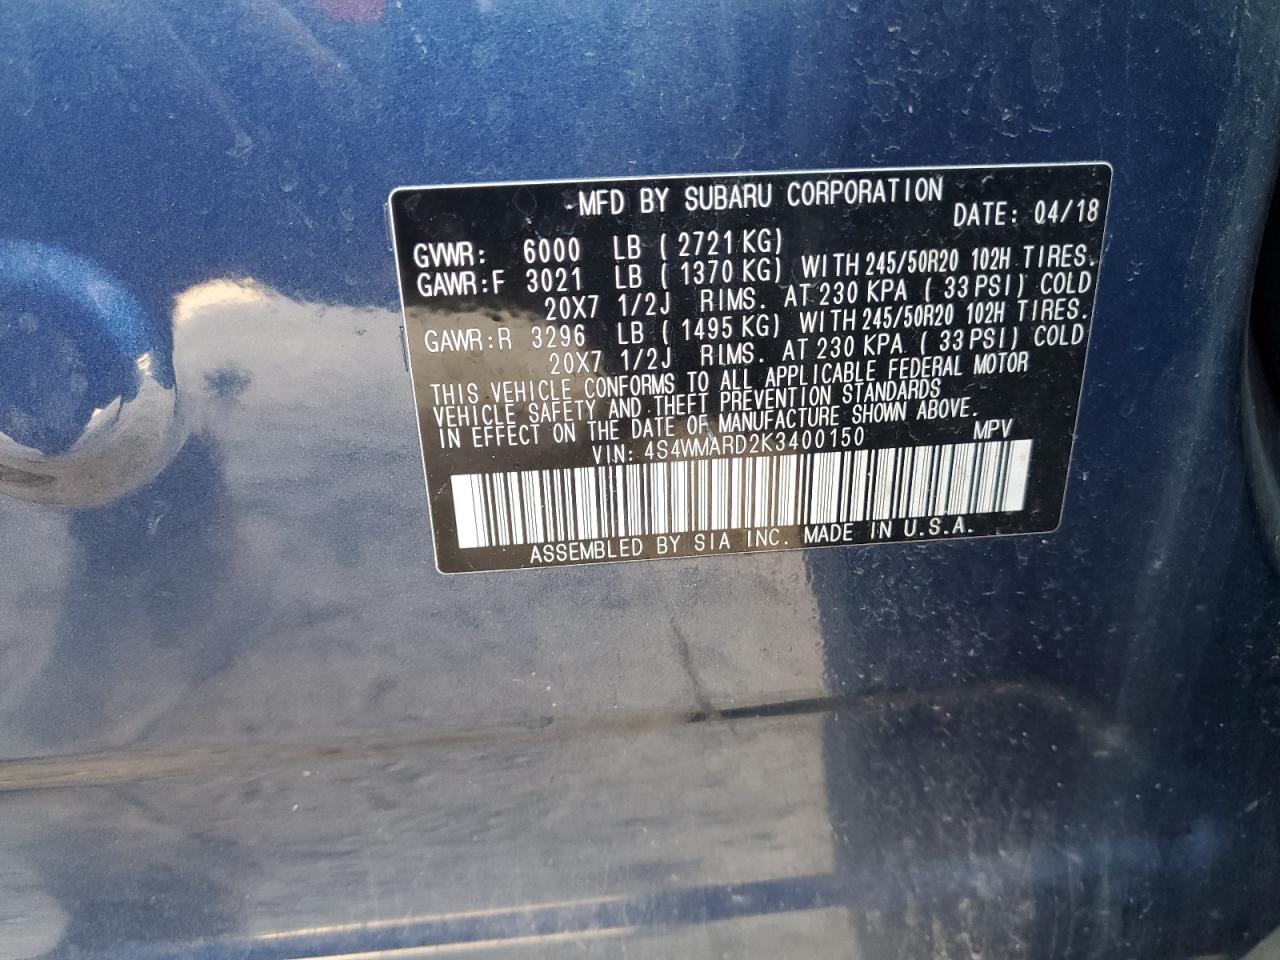 MFD BY SUBARU CORPORATION
DATE: 04/18
GVWR: 6000 LB ( 2721 KG)
GAWR:F 3021 LB ( 1370 KG) WITH 245/50R20 102H TIRES.
20X7 1/2J RIMS. AT 230 KPA ( 33 PSI) COLD
GAWR:R 3296 LB ( 1495 KG) WITH 245/50R20 102H TIRES.
20X7 1/2J RIMS. AT 230 KPA ( 33 PSI) COLD
THIS VEHICLE CONFORMS TO ALL APPLICABLE FEDERAL MOTOR
VEHICLE SAFETY AND THEFT PREVENTION STANDARDS
IN EFFECT ON THE DATE OF MANUFACTURE SHOWN ABOVE.
VIN: 4S4WMARD2K3400150 MPV
ASSEMBLED BY SIA INC. MADE IN U.S.A.